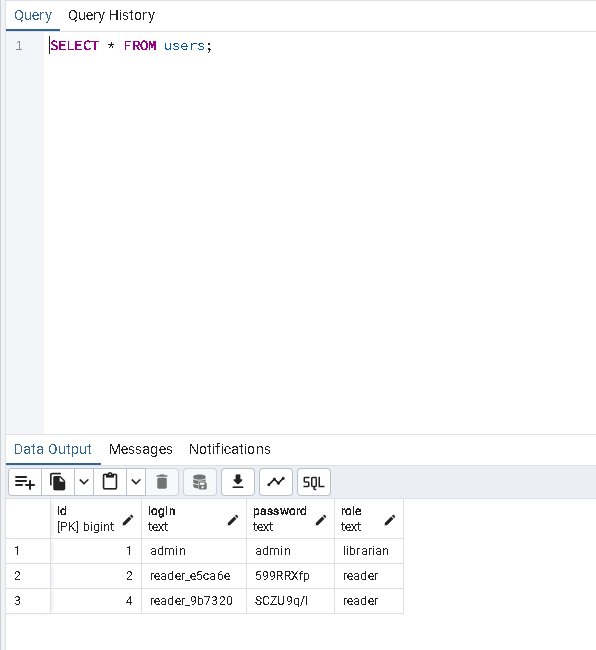 Query Query History
1 SELECT * FROM users;
Data Output Messages Notifications
SQL
id login password role
[PK] bigint text text text
1 1 admin admin librarian
2 2 reader_e5ca6e 599RRXfp reader
3 4 reader_9b7320 reader